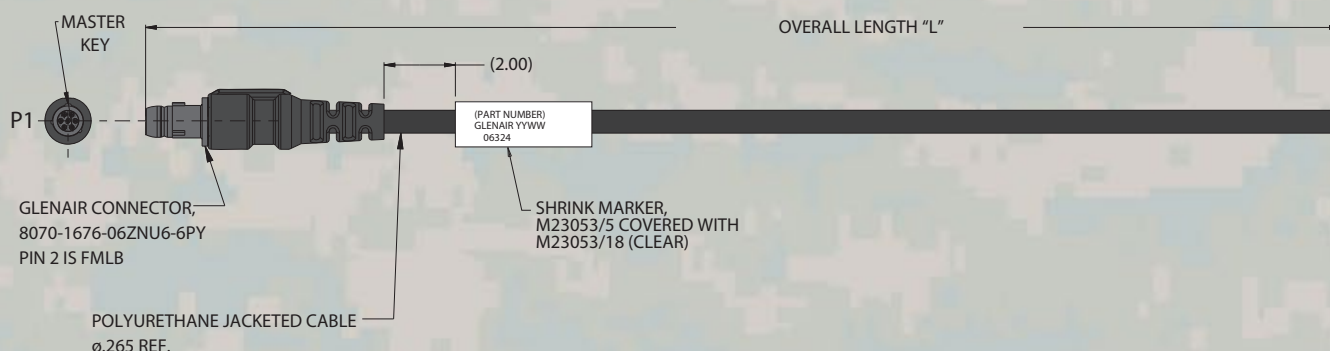 MASTER
KEY
OVERALL LENGTH “L”
(2.00)
P1
(PART NUMBER)
GLENAIR YYWW
06324
GLENAIR CONNECTOR,
8070-1676-06ZNU6-6PY
PIN 2 IS FMLB
SHRINK MARKER,
M23053/5 COVERED WITH
M23053/18 (CLEAR)
POLYURETHANE JACKETED CABLE
ø.265 REF.